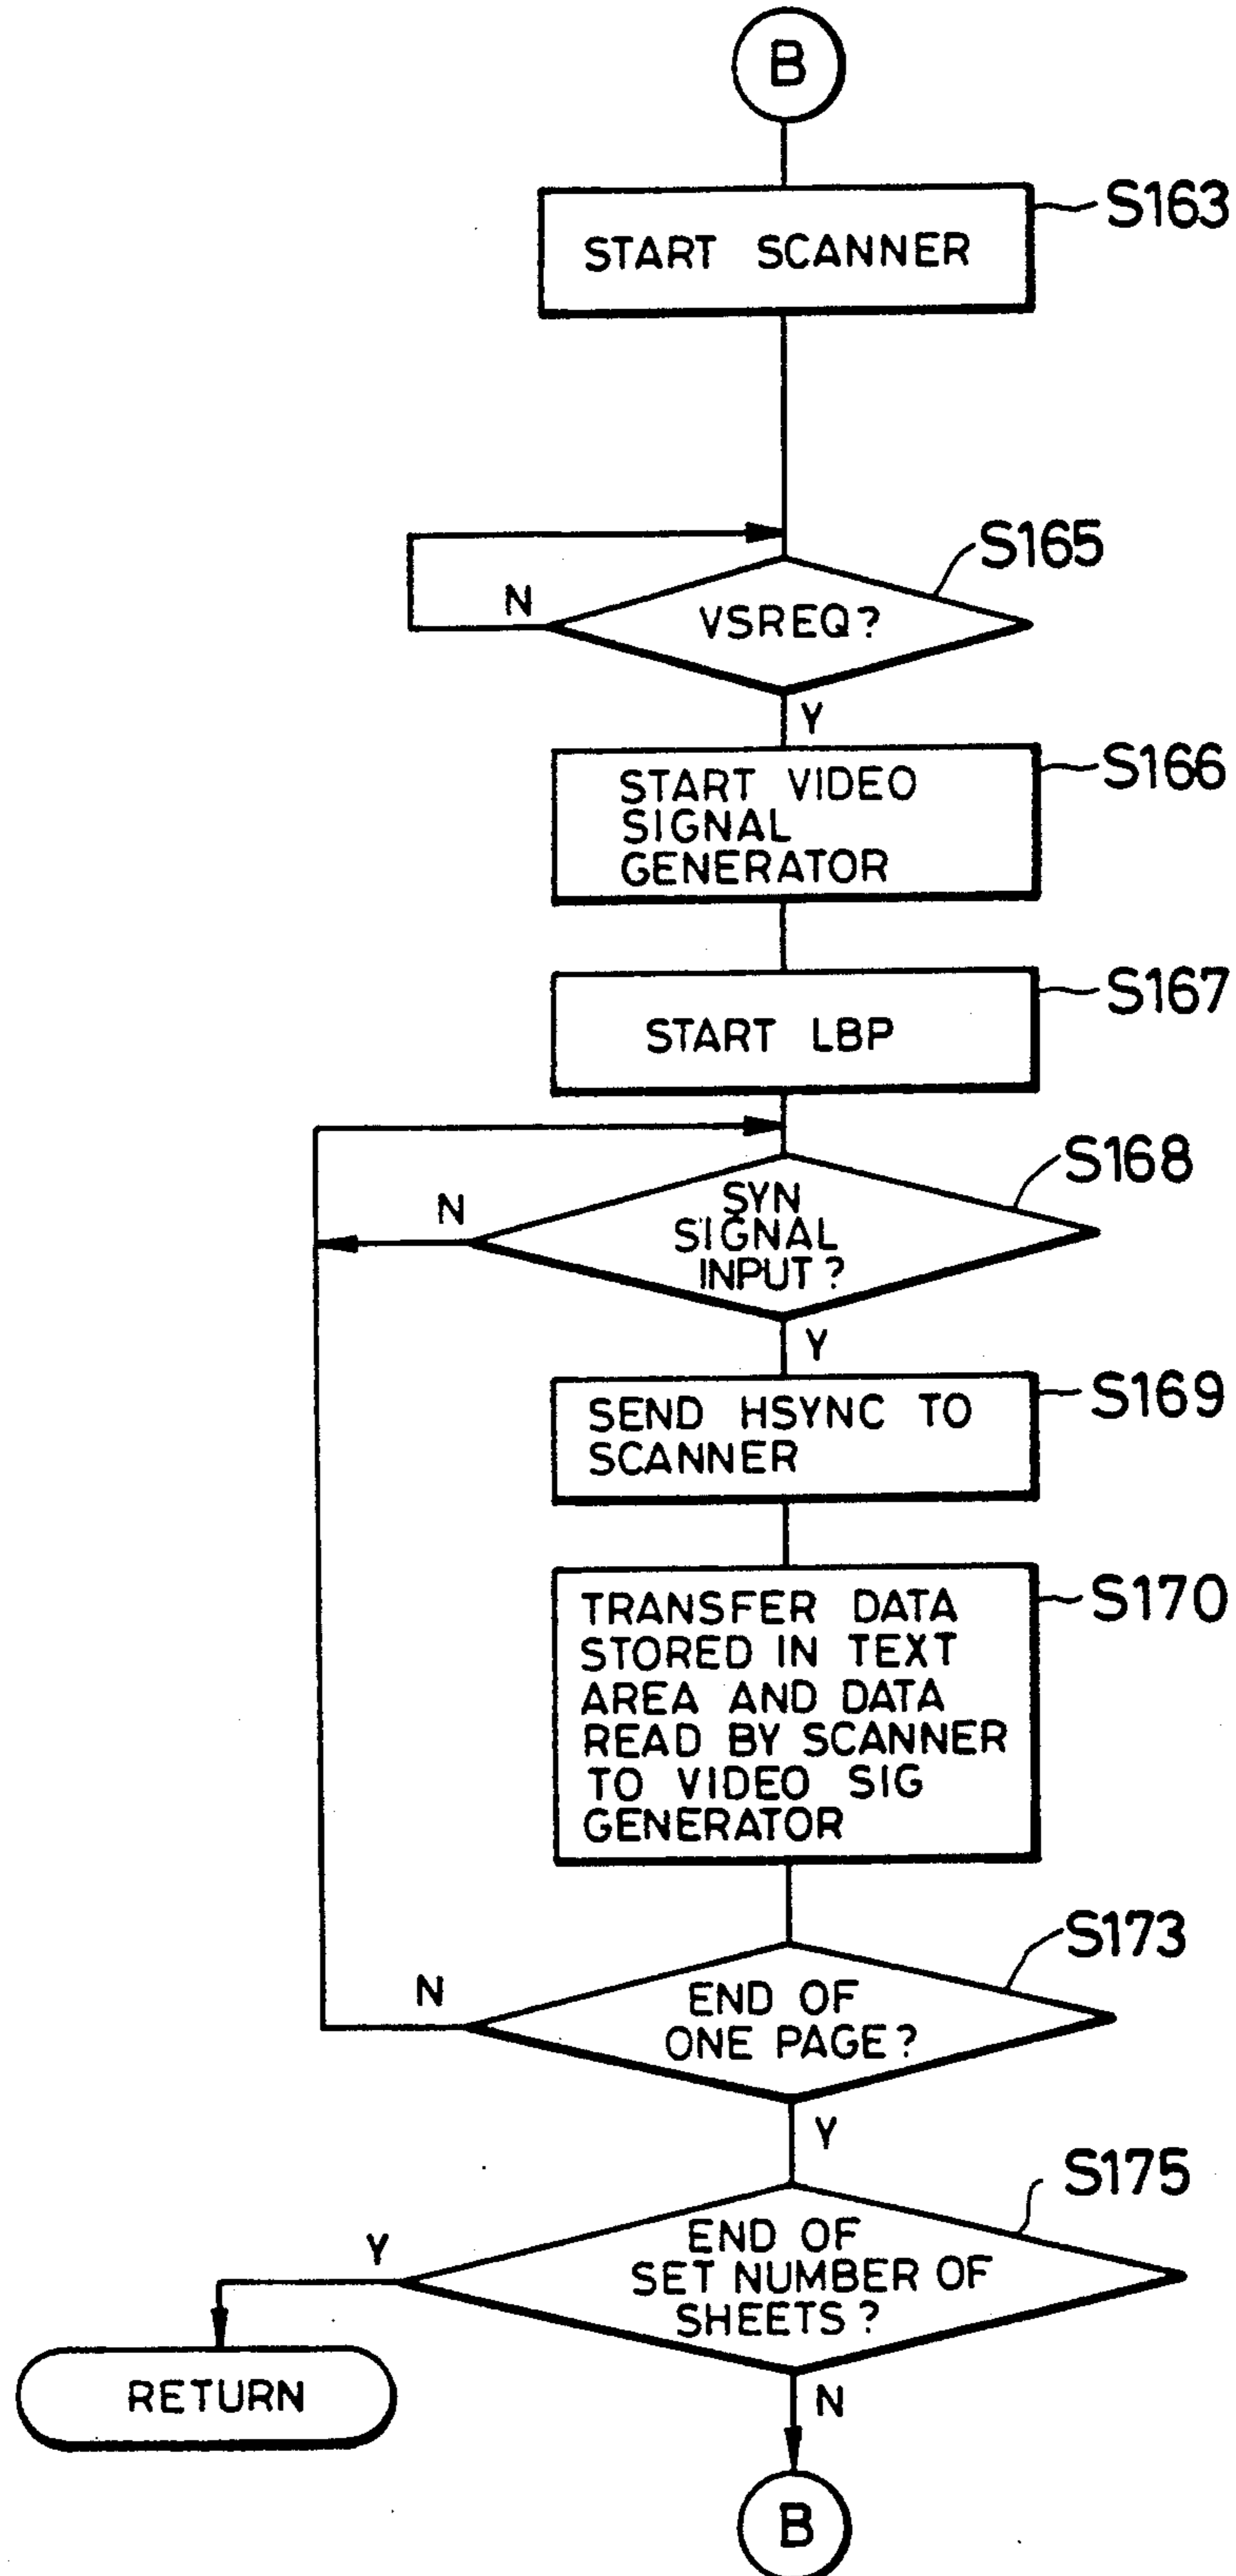 B
S163
START SCANNER
S165
N
VSREQ?
Y
S166
START VIDEO
SIGNAL
GENERATOR
S167
START LBP
S168
N
SYN
SIGNAL
INPUT?
Y
S169
SEND HSYNC TO
SCANNER
S170
TRANSFER DATA
STORED IN TEXT
AREA AND DATA
READ BY SCANNER
TO VIDEO SIG
GENERATOR
S173
N
END OF
ONE PAGE?
Y
S175
Y
END OF
SET NUMBER OF
SHEETS?
RETURN
N
B